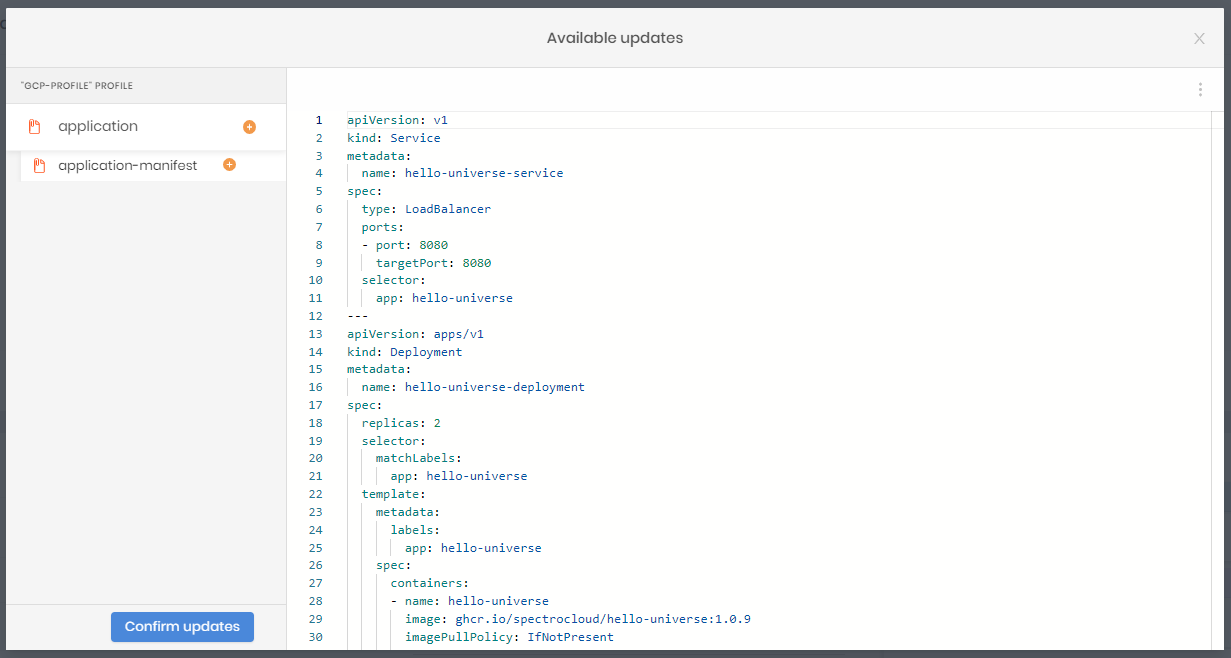 Available updates
"GCP-PROFILE" PROFILE
application
application-manifest
1 apiVersion: v1
2 kind: Service
3 metadata:
4   name: hello-universe-service
5 spec:
6   type: LoadBalancer
7   ports:
8   - port: 8080
9     targetPort: 8080
10   selector:
11     app: hello-universe
12 ---
13 apiVersion: apps/v1
14 kind: Deployment
15 metadata:
16   name: hello-universe-deployment
17 spec:
18   replicas: 2
19   selector:
20     matchLabels:
21       app: hello-universe
22   template:
23     metadata:
24       labels:
25         app: hello-universe
26     spec:
27       containers:
28       - name: hello-universe
29         image: ghcr.io/spectrocloud/hello-universe:1.0.9
30         imagePullPolicy: IfNotPresent
Confirm updates